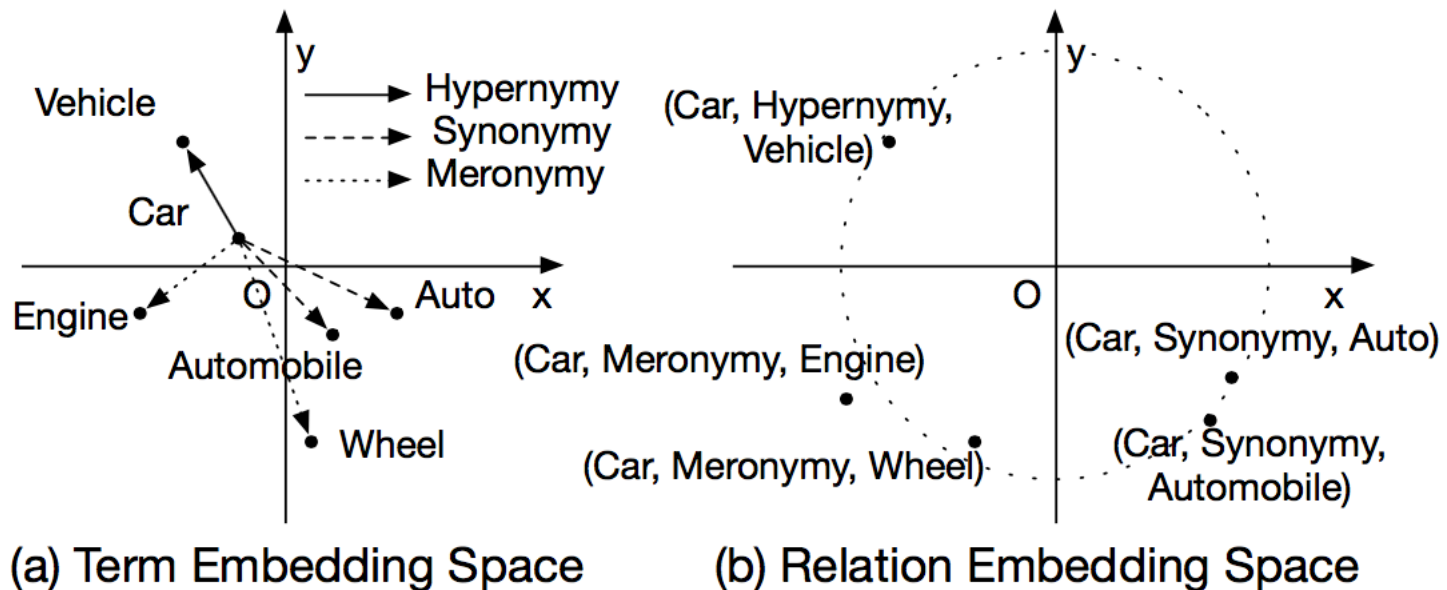 y
Vehicle
Hypernymy
Synonymy
Meronymy
Car
O
x
Engine
Auto
Automobile
Wheel
(a) Term Embedding Space
y
(Car, Hypernymy,
Vehicle)
O
x
(Car, Synonymy, Auto)
(Car, Meronymy, Engine)
(Car, Synonymy,
Automobile)
(Car, Meronymy, Wheel)
(b) Relation Embedding Space